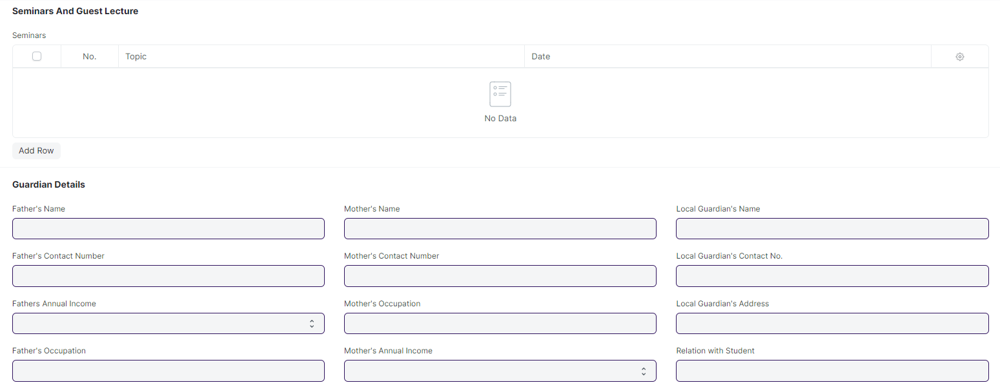 Seminars And Guest Lecture
Seminars
No. Topic Date
No Data
Add Row
Guardian Details
Father's Name Mother's Name Local Guardian's Name
Father's Contact Number Mother's Contact Number Local Guardian's Contact No.
Fathers Annual Income Mother's Occupation Local Guardian's Address
Father's Occupation Mother's Annual Income Relation with Student